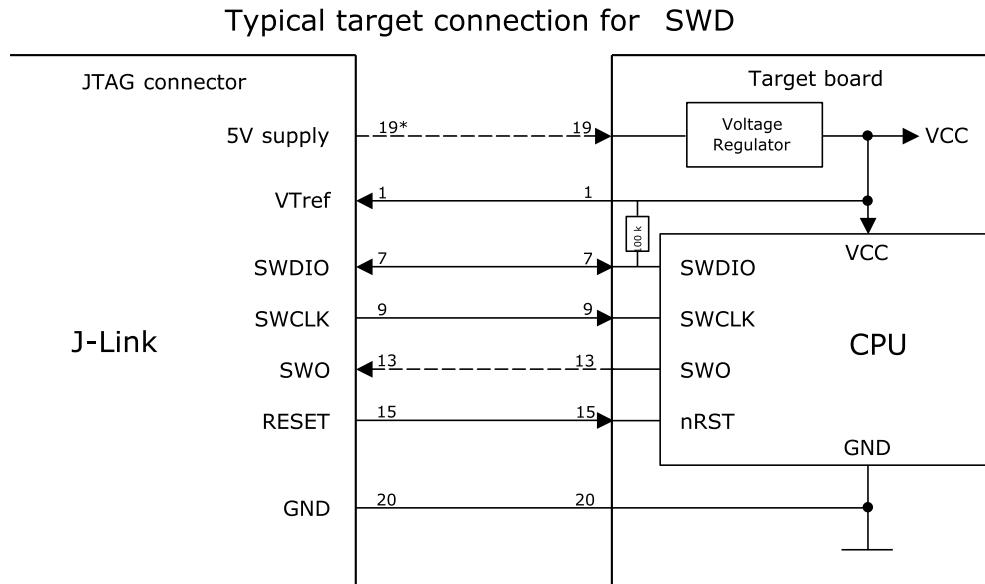 Typical target connection for SWD
JTAG connector
Target board
5V supply
19*
19
Voltage
Regulator
VCC
VTref
1
1
100 k
VCC
SWDIO
7
7
SWDIO
SWCLK
9
9
SWCLK
J-Link
CPU
SWO
13
13
SWO
RESET
15
15
nRST
GND
GND
20
20